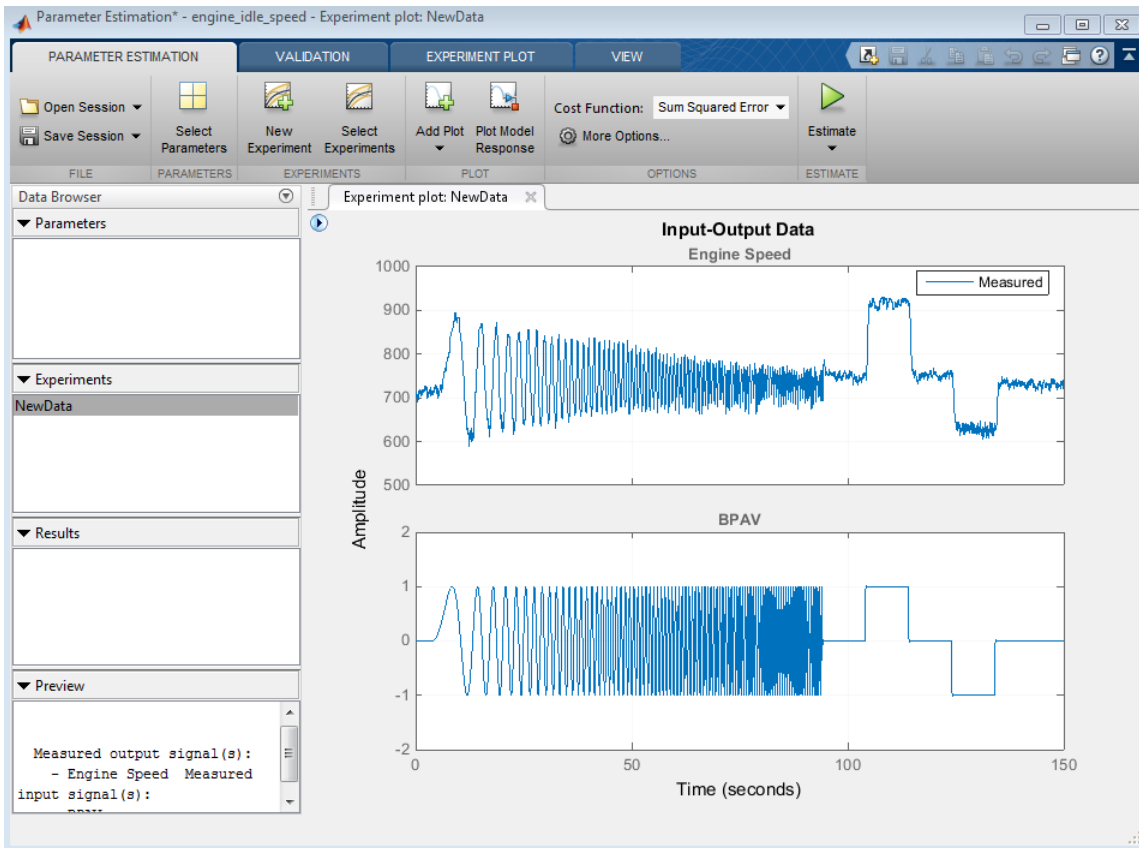 Parameter Estimation* - engine_idle_speed - Experiment plot: NewData
PARAMETER ESTIMATION VALIDATION EXPERIMENT PLOT VIEW
Open Session
Save Session
Select Parameters
New Experiment
Select Experiments
Add Plot
Plot Model Response
Cost Function: Sum Squared Error
More Options...
Estimate
FILE PARAMETERS EXPERIMENTS PLOT OPTIONS ESTIMATE
Data Browser
Experiment plot: NewData
Parameters
Experiments
NewData
Results
Preview
Measured output signal(s):
- Engine Speed Measured
input signal(s):
- BPAV
Input-Output Data
Engine Speed
Measured
1000
900
800
700
600
500
Amplitude
BPAV
2
1
0
-1
-2
0 50 100 150
Time (seconds)